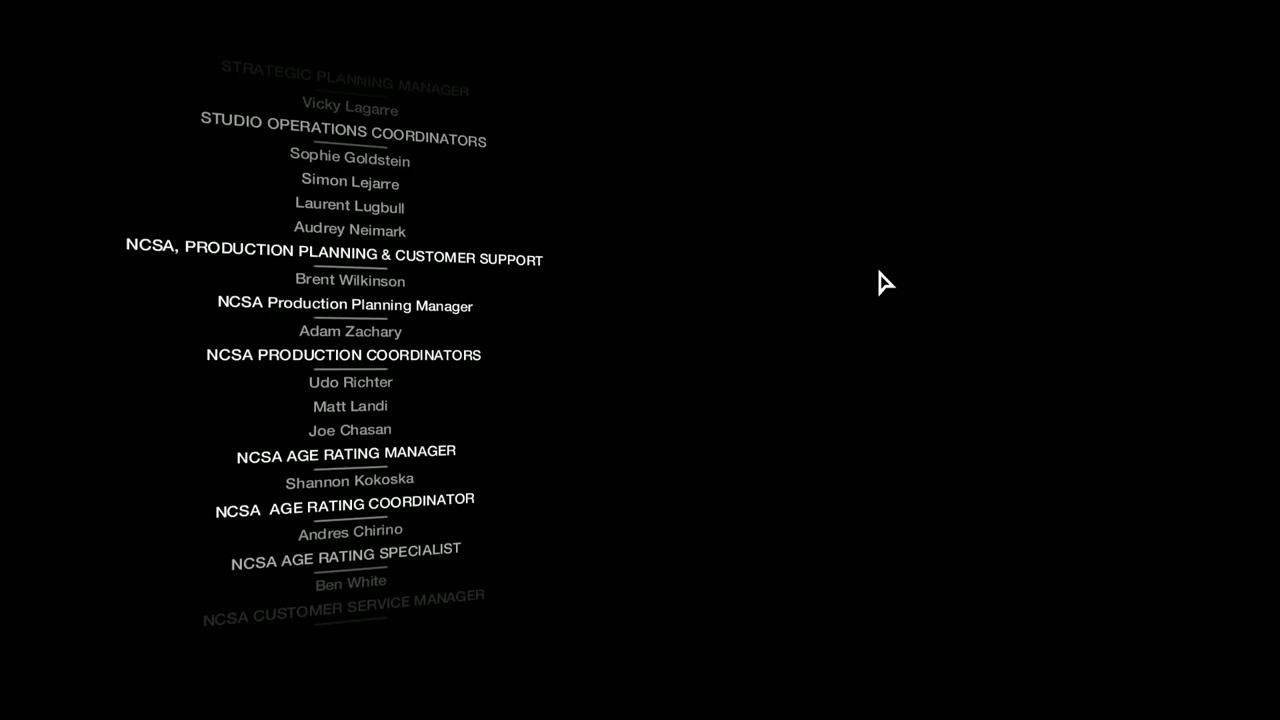 STRATEGIC PLANNING MANAGER
Vicky Lagarre
STUDIO OPERATIONS COORDINATORS
Sophie Goldstein
Simon Lejarre
Laurent Lugbull
Audrey Neimark
NCSA, PRODUCTION PLANNING & CUSTOMER SUPPORT
Brent Wilkinson
NCSA Production Planning Manager
Adam Zachary
NCSA PRODUCTION COORDINATORS
Udo Richter
Matt Landi
Joe Chasan
NCSA AGE RATING MANAGER
Shannon Kokoska
NCSA  AGE RATING COORDINATOR
Andres Chirino
NCSA AGE RATING SPECIALIST
Ben White
NCSA CUSTOMER SERVICE MANAGER